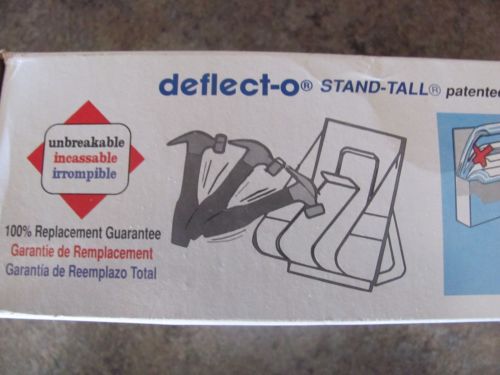 deflect-o® STAND-TALL® patented
unbreakable
incassable
irrompible
100% Replacement Guarantee
Garantie de Remplacement
Garantía de Reemplazo Total